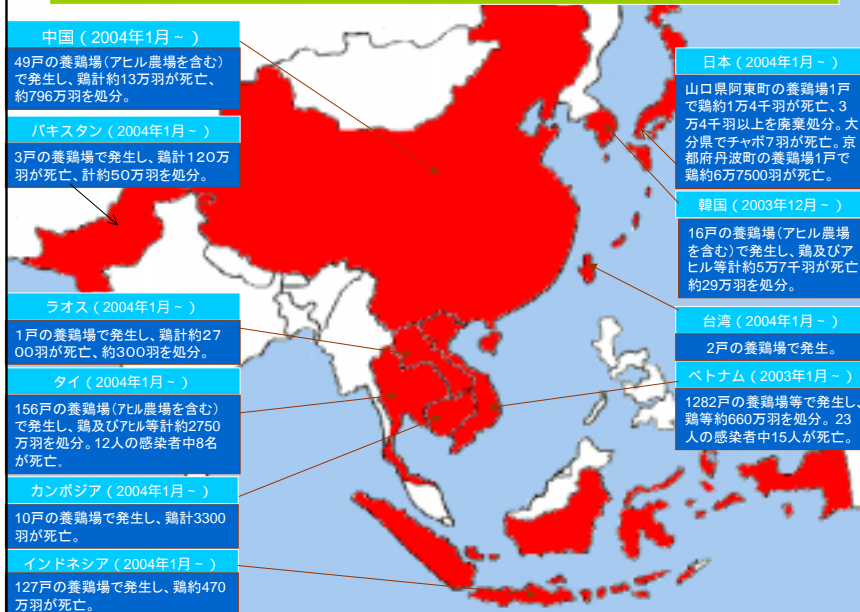 中国（2004年1月～）
49戸の養鶏場(アヒル農場を含む)
で発生し、鶏計約13万羽が死亡、
約796万羽を処分。
パキスタン（2004年1月～）
3戸の養鶏場で発生し、鶏計120万
羽が死亡、計約50万羽を処分。
ラオス（2004年1月～）
1戸の養鶏場で発生し、鶏計約27
00羽が死亡、約300羽を処分。
タイ（2004年1月～）
156戸の養鶏場(アヒル農場を含む)
で発生し、鶏及びアヒル等計約2750
万羽を処分。12人の感染者中8名
が死亡。
カンボジア（2004年1月～）
10戸の養鶏場で発生し、鶏計3300
羽が死亡。
インドネシア（2004年1月～）
127戸の養鶏場で発生し、鶏約470
万羽が死亡。
日本（2004年1月～）
山口県阿東町の養鶏場1戸
で鶏約1万4千羽が死亡、3
万4千羽以上を廃棄処分。大
分県でチャボ7羽が死亡。京
都府丹波町の養鶏場1戸で
鶏約6万7500羽が死亡。
韓国（2003年12月～）
16戸の養鶏場(アヒル農場
を含む)で発生し、鶏及びア
ヒル等計約5万7千羽が死亡
約29万羽を処分。
台湾（2004年1月～）
2戸の養鶏場で発生。
ベトナム（2003年1月～）
1282戸の養鶏場等で発生し、
鶏等約660万羽を処分。23
人の感染者中15人が死亡。